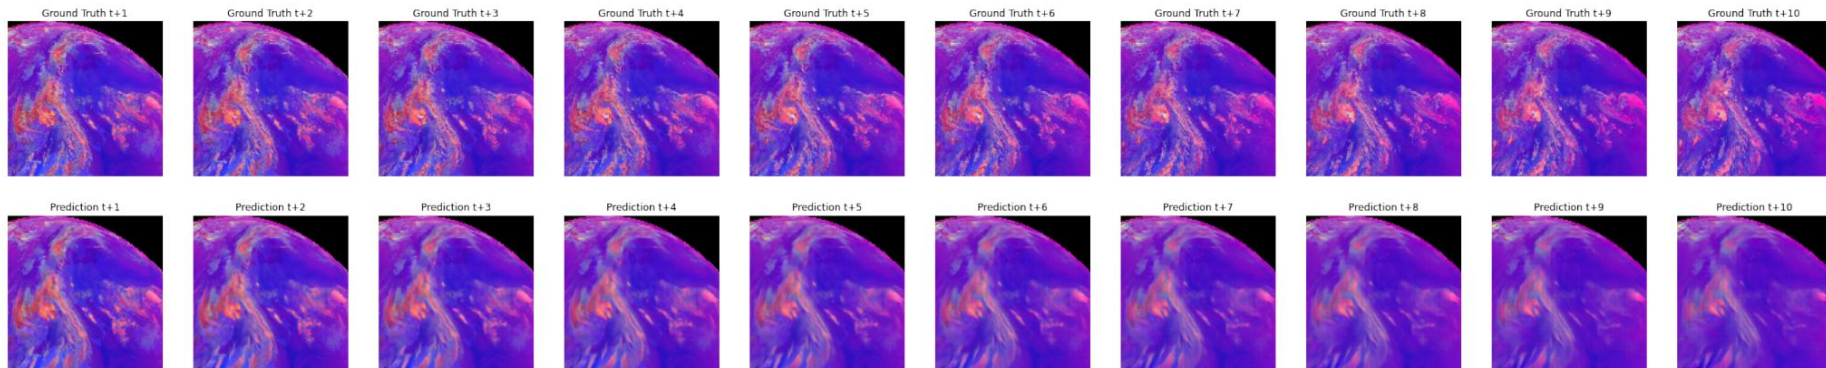 Ground Truth t+1
Ground Truth t+2
Ground Truth t+3
Ground Truth t+4
Ground Truth t+5
Ground Truth t+6
Ground Truth t+7
Ground Truth t+8
Ground Truth t+9
Ground Truth t+10
Prediction t+1
Prediction t+2
Prediction t+3
Prediction t+4
Prediction t+5
Prediction t+6
Prediction t+7
Prediction t+8
Prediction t+9
Prediction t+10